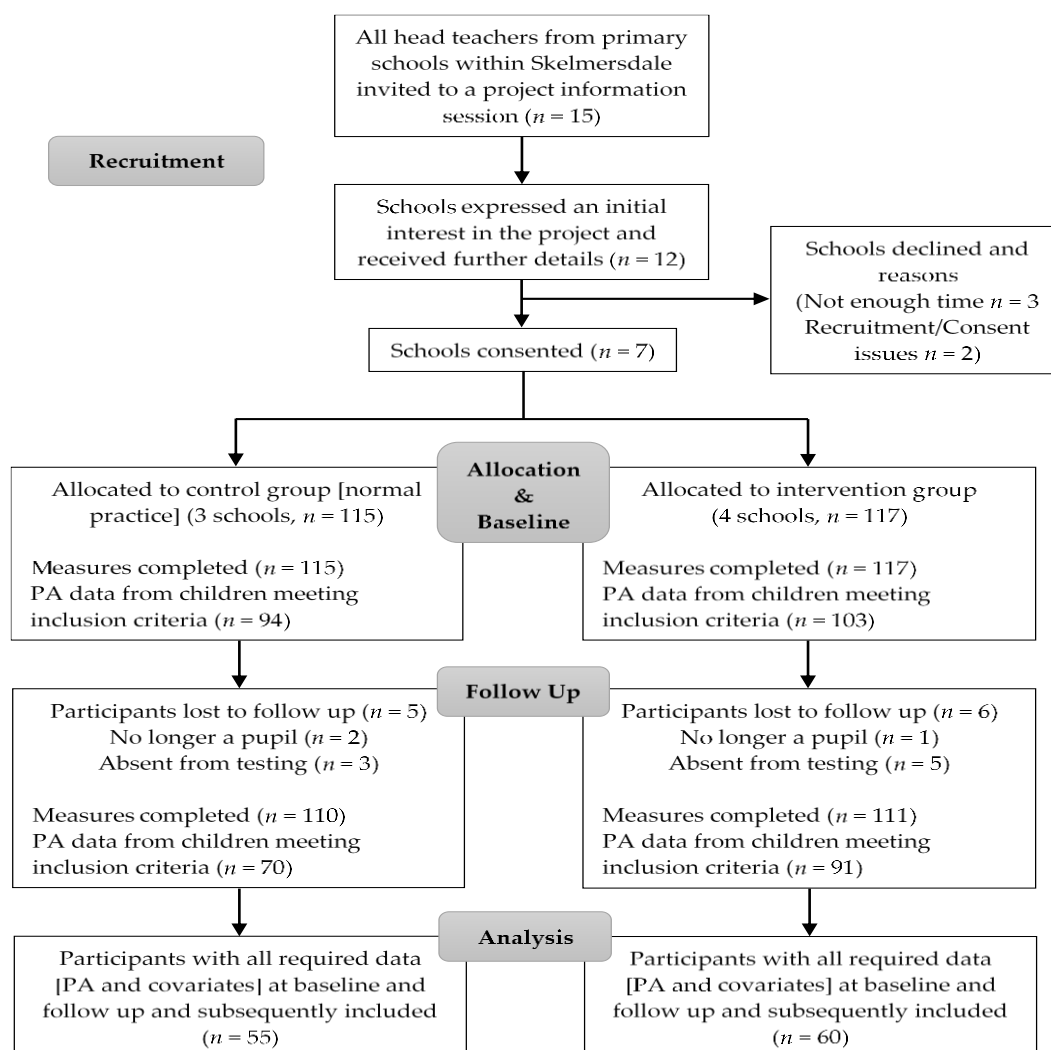 All head teachers from primary
schools within Skelmersdale
invited to a project information
session (n = 15)
Recruitment
Schools expressed an initial
interest in the project and
received further details (n = 12)
Schools declined and
reasons
(Not enough time n = 3
Recruitment/Consent
issues n = 2)
Schools consented (n = 7)
Allocation
&
Baseline
Allocated to control group [normal
practice] (3 schools, n = 115)
Measures completed (n = 115)
PA data from children meeting
inclusion criteria (n = 94)
Allocated to intervention group
(4 schools, n = 117)
Measures completed (n = 117)
PA data from children meeting
inclusion criteria (n = 103)
Follow Up
Participants lost to follow up (n = 5)
No longer a pupil (n = 2)
Absent from testing (n = 3)
Measures completed (n = 110)
PA data from children meeting
inclusion criteria (n = 70)
Participants lost to follow up (n = 6)
No longer a pupil (n = 1)
Absent from testing (n = 5)
Measures completed (n = 111)
PA data from children meeting
inclusion criteria (n = 91)
Analysis
Participants with all required data
[PA and covariates] at baseline and
follow up and subsequently included
(n = 55)
Participants with all required data
[PA and covariates] at baseline and
follow up and subsequently included
(n = 60)